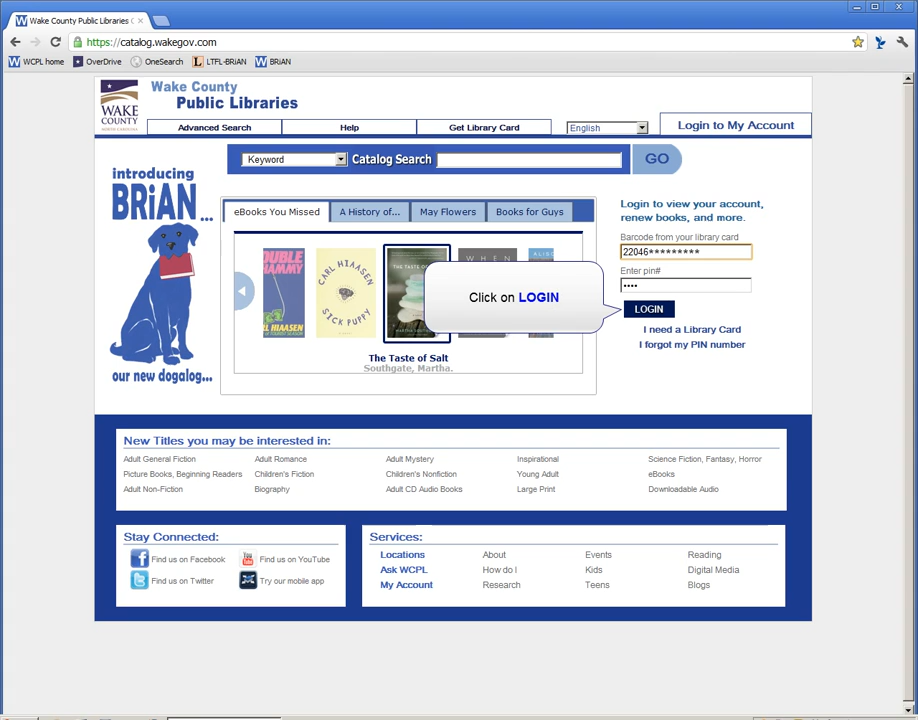 Wake County Public Libraries C
https://catalog.wakegov.com
WCPL home
OverDrive
OneSearch
LTFL-BRiAN
BRiAN
WAKE
COUNTY
NORTH CAROLINA
Wake County
Public Libraries
Advanced Search
Help
Get Library Card
English
Login to My Account
Keyword
Catalog Search
GO
introducing
BRiAN...
our new dogalog...
eBooks You Missed
A History of...
May Flowers
Books for Guys
CARL HIAASEN
SICK PUPPY
THE TASTE OF
WHEN
The Taste of Salt
Southgate, Martha.
Click on LOGIN
Login to view your account,
renew books, and more.
Barcode from your library card
22046*********
Enter pin#
••••
LOGIN
I need a Library Card
I forgot my PIN number
New Titles you may be interested in:
Adult General Fiction
Adult Romance
Adult Mystery
Inspirational
Science Fiction, Fantasy, Horror
Picture Books, Beginning Readers
Children's Fiction
Children's Nonfiction
Young Adult
eBooks
Adult Non-Fiction
Biography
Adult CD Audio Books
Large Print
Downloadable Audio
Stay Connected:
Find us on Facebook
Find us on YouTube
Find us on Twitter
Try our mobile app
Services:
Locations
About
Events
Reading
Ask WCPL
How do I
Kids
Digital Media
My Account
Research
Teens
Blogs